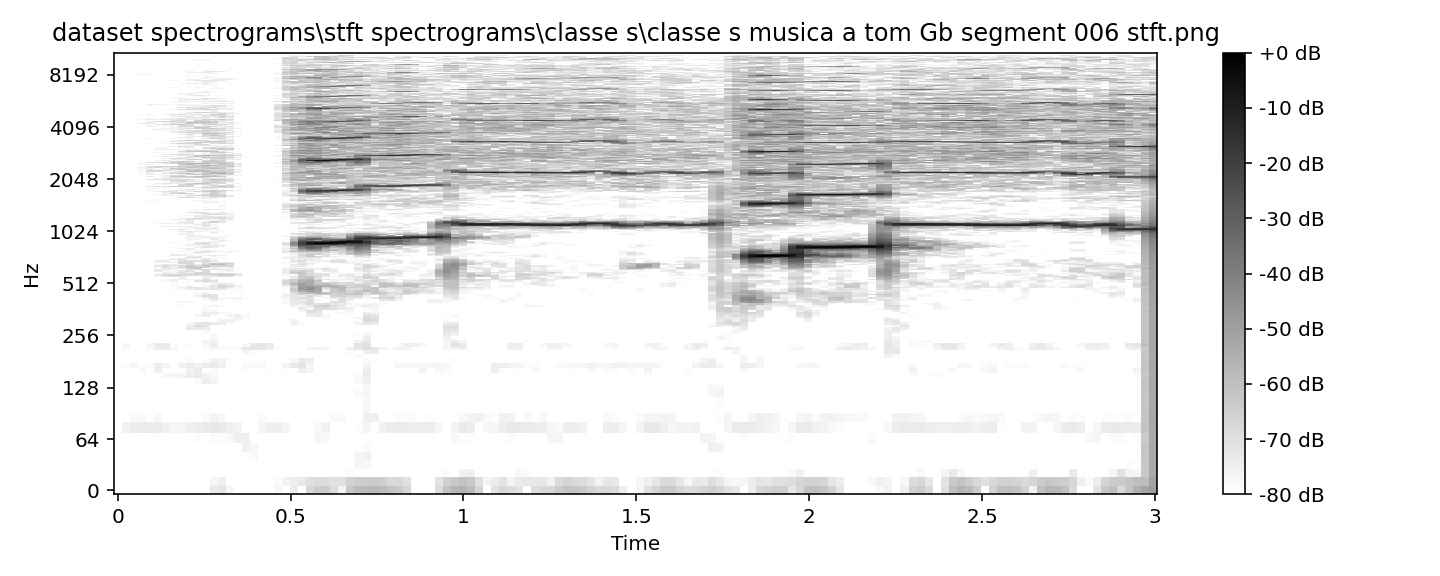 dataset spectrograms\stft spectrograms\classe s\classe s musica a tom Gb segment 006 stft.png
+0 dB
8192
-10 dB
4096
-20 dB
2048
-30 dB
1024
Hz
-40 dB
512
-50 dB
256
-60 dB
128
-70 dB
64
0
-80 dB
0 0.5 1 1.5 2 2.5 3
Time